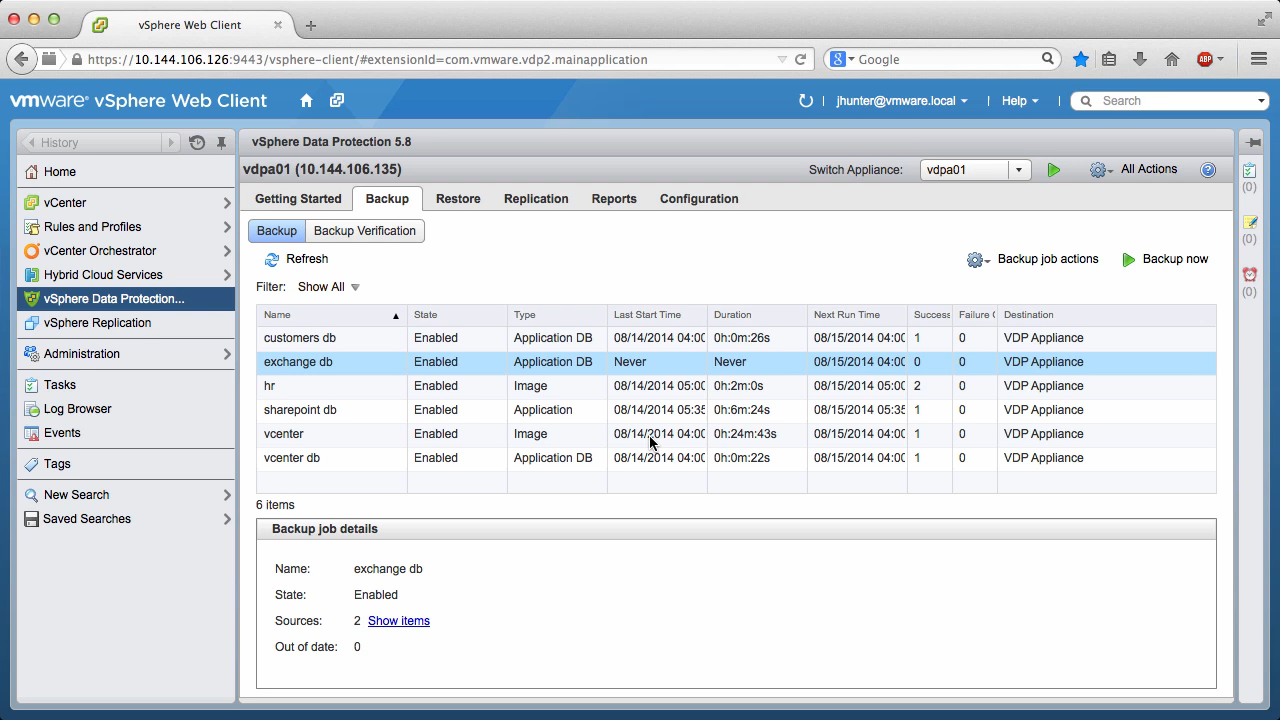 vSphere Web Client
https://10.144.106.126:9443/vsphere-client/#extensionId=com.vmware.vdp2.mainapplication
Google
ABP
vmware® vSphere Web Client
jhunter@vmware.local
Help
Search
History
vSphere Data Protection 5.8
Home
vdpa01 (10.144.106.135)
Switch Appliance:
vdpa01
All Actions
(0)
vCenter
Getting Started
Backup
Restore
Replication
Reports
Configuration
Rules and Profiles
Backup
Backup Verification
(0)
vCenter Orchestrator
Refresh
Backup job actions
Backup now
Hybrid Cloud Services
(0)
Filter:
Show All
vSphere Data Protection...
vSphere Replication
Name State Type Last Start Time Duration Next Run Time Success Failure C Destination
customers db Enabled Application DB 08/14/2014 04:00 0h:0m:26s 08/15/2014 04:00 1 0 VDP Appliance
Administration
exchange db Enabled Application DB Never Never 08/15/2014 04:00 0 0 VDP Appliance
Tasks
hr Enabled Image 08/14/2014 05:00 0h:2m:0s 08/15/2014 05:00 2 0 VDP Appliance
Log Browser
sharepoint db Enabled Application 08/14/2014 05:35 0h:6m:24s 08/15/2014 05:35 1 0 VDP Appliance
Events
vcenter Enabled Image 08/14/2014 04:00 0h:24m:43s 08/15/2014 04:00 1 0 VDP Appliance
Tags
vcenter db Enabled Application DB 08/14/2014 04:00 0h:0m:22s 08/15/2014 04:00 1 0 VDP Appliance
New Search
Saved Searches
6 items
Backup job details
Name: exchange db
State: Enabled
Sources: 2 Show items
Out of date: 0